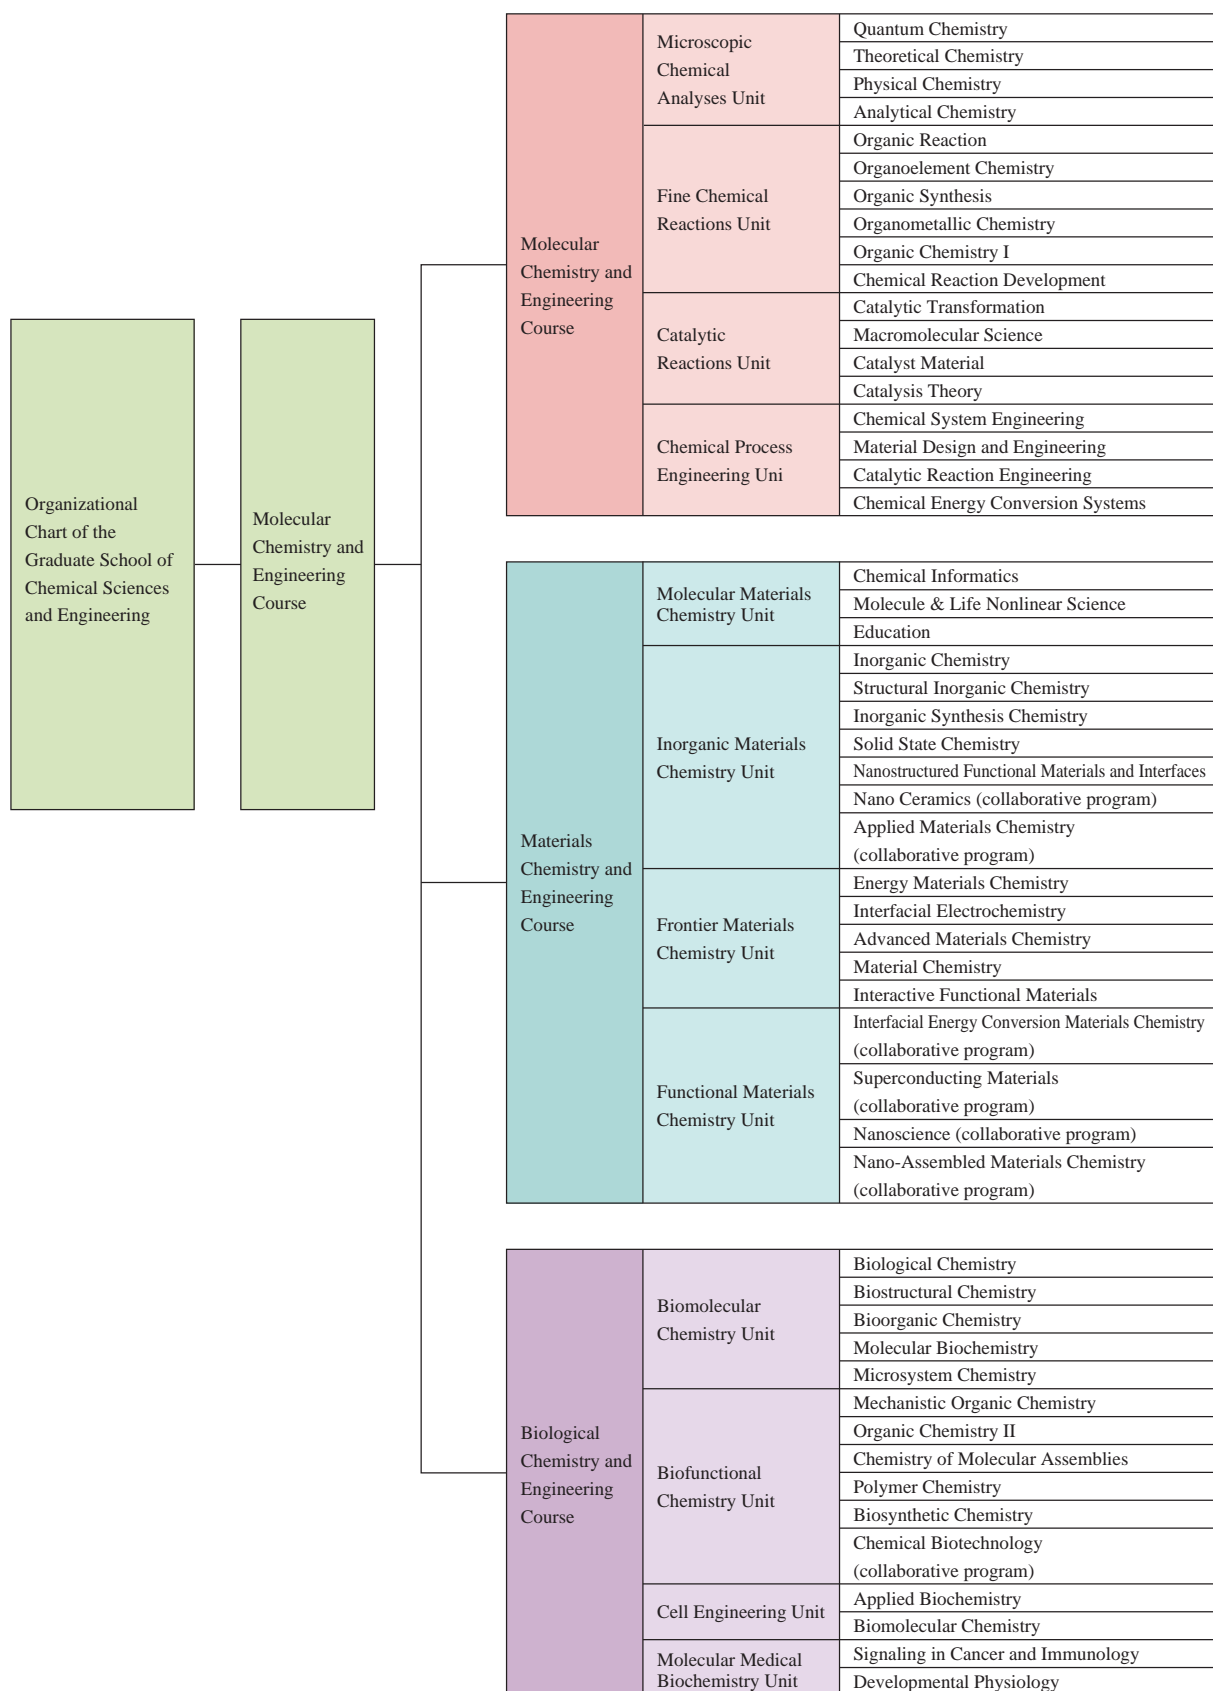 Organizational
Chart of the
Graduate School of
Chemical Sciences
and Engineering
Molecular
Chemistry and
Engineering
Course
Molecular
Chemistry and
Engineering
Course
Microscopic
Chemical
Analyses Unit
Quantum Chemistry
Theoretical Chemistry
Physical Chemistry
Analytical Chemistry
Fine Chemical
Reactions Unit
Organic Reaction
Organoelement Chemistry
Organic Synthesis
Organometallic Chemistry
Organic Chemistry I
Chemical Reaction Development
Catalytic
Reactions Unit
Catalytic Transformation
Macromolecular Science
Catalyst Material
Catalysis Theory
Chemical Process
Engineering Uni
Chemical System Engineering
Material Design and Engineering
Catalytic Reaction Engineering
Chemical Energy Conversion Systems
Materials
Chemistry and
Engineering
Course
Molecular Materials
Chemistry Unit
Chemical Informatics
Molecule & Life Nonlinear Science
Education
Inorganic Materials
Chemistry Unit
Inorganic Chemistry
Structural Inorganic Chemistry
Inorganic Synthesis Chemistry
Solid State Chemistry
Nanostructured Functional Materials and Interfaces
Nano Ceramics (collaborative program)
Applied Materials Chemistry
(collaborative program)
Frontier Materials
Chemistry Unit
Energy Materials Chemistry
Interfacial Electrochemistry
Advanced Materials Chemistry
Material Chemistry
Interactive Functional Materials
Functional Materials
Chemistry Unit
Interfacial Energy Conversion Materials Chemistry
(collaborative program)
Superconducting Materials
(collaborative program)
Nanoscience (collaborative program)
Nano-Assembled Materials Chemistry
(collaborative program)
Biological
Chemistry and
Engineering
Course
Biomolecular
Chemistry Unit
Biological Chemistry
Biostructural Chemistry
Bioorganic Chemistry
Molecular Biochemistry
Microsystem Chemistry
Biofunctional
Chemistry Unit
Mechanistic Organic Chemistry
Organic Chemistry II
Chemistry of Molecular Assemblies
Polymer Chemistry
Biosynthetic Chemistry
Chemical Biotechnology
(collaborative program)
Cell Engineering Unit
Applied Biochemistry
Biomolecular Chemistry
Molecular Medical
Biochemistry Unit
Signaling in Cancer and Immunology
Developmental Physiology